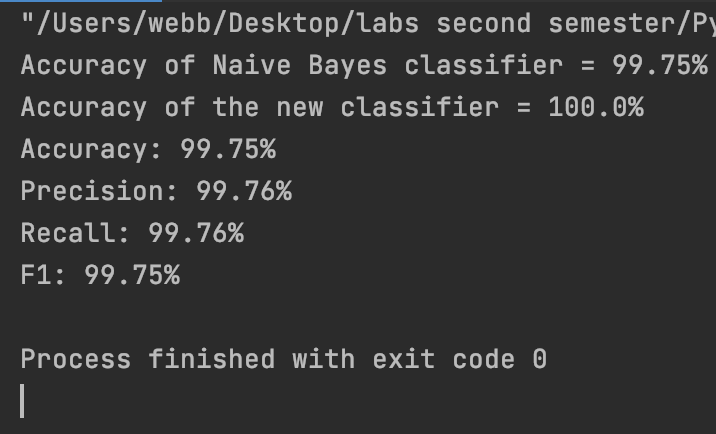 "/Users/webb/Desktop/labs second semester/Py
Accuracy of Naive Bayes classifier = 99.75%
Accuracy of the new classifier = 100.0%
Accuracy: 99.75%
Precision: 99.76%
Recall: 99.76%
F1: 99.75%
Process finished with exit code 0